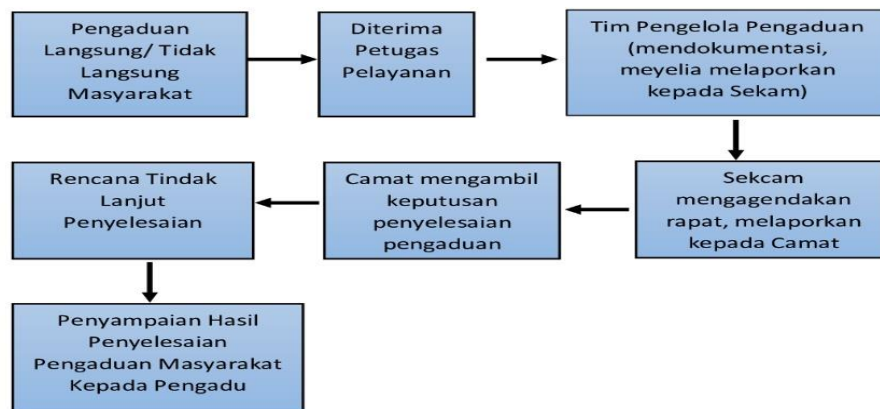 Pengaduan
Langsung/ Tidak
Langsung
Masyarakat
Diterima
Petugas
Pelayanan
Tim Pengelola Pengaduan
(mendokumentasi,
meyelia melaporkan
kepada Sekam)
Sekcam
mengagendakan
rapat, melaporkan
kepada Camat
Camat mengambil
keputusan
penyelesaian
pengaduan
Rencana Tindak
Lanjut
Penyelesaian
Penyampaian Hasil
Penyelesaian
Pengaduan Masyarakat
Kepada Pengadu